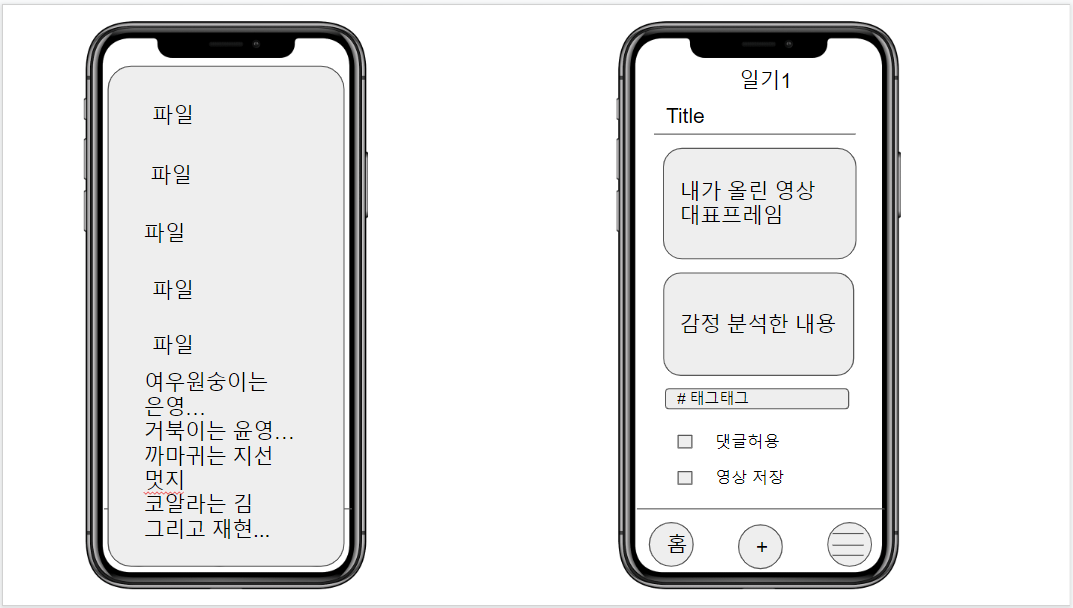 파일
파일
파일
파일
파일
여우원숭이는
은영...
거북이는 윤영...
까마귀는 지선
멋지
코알라는 김
그리고 재현...
일기1
Title
내가 올린 영상
대표프레임
감정 분석한 내용
# 태그태그
댓글허용
영상 저장
홈
+